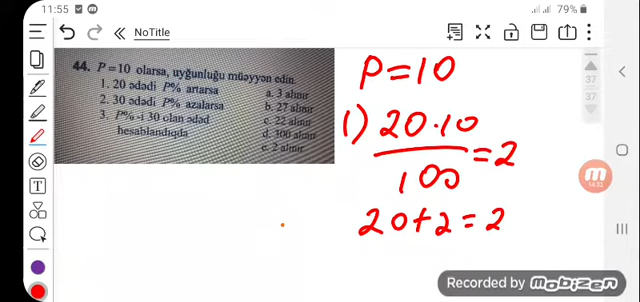 11:55
79%
NoTitle
44. P=10 olarsa, uyğunluğu müəyyən edin.
1. 20 ədədi P% artarsa
2. 30 ədədi P% azalarsa
3. P%-i 30 olan ədəd
hesablandıqda
a. 3 alınır
b. 27 alınır
c. 22 alınır
d. 300 alınır
e. 2 alınır
P=10
1) 20·10
100
=2
20+2=2
37
37
14:32
T
Recorded by mobizen